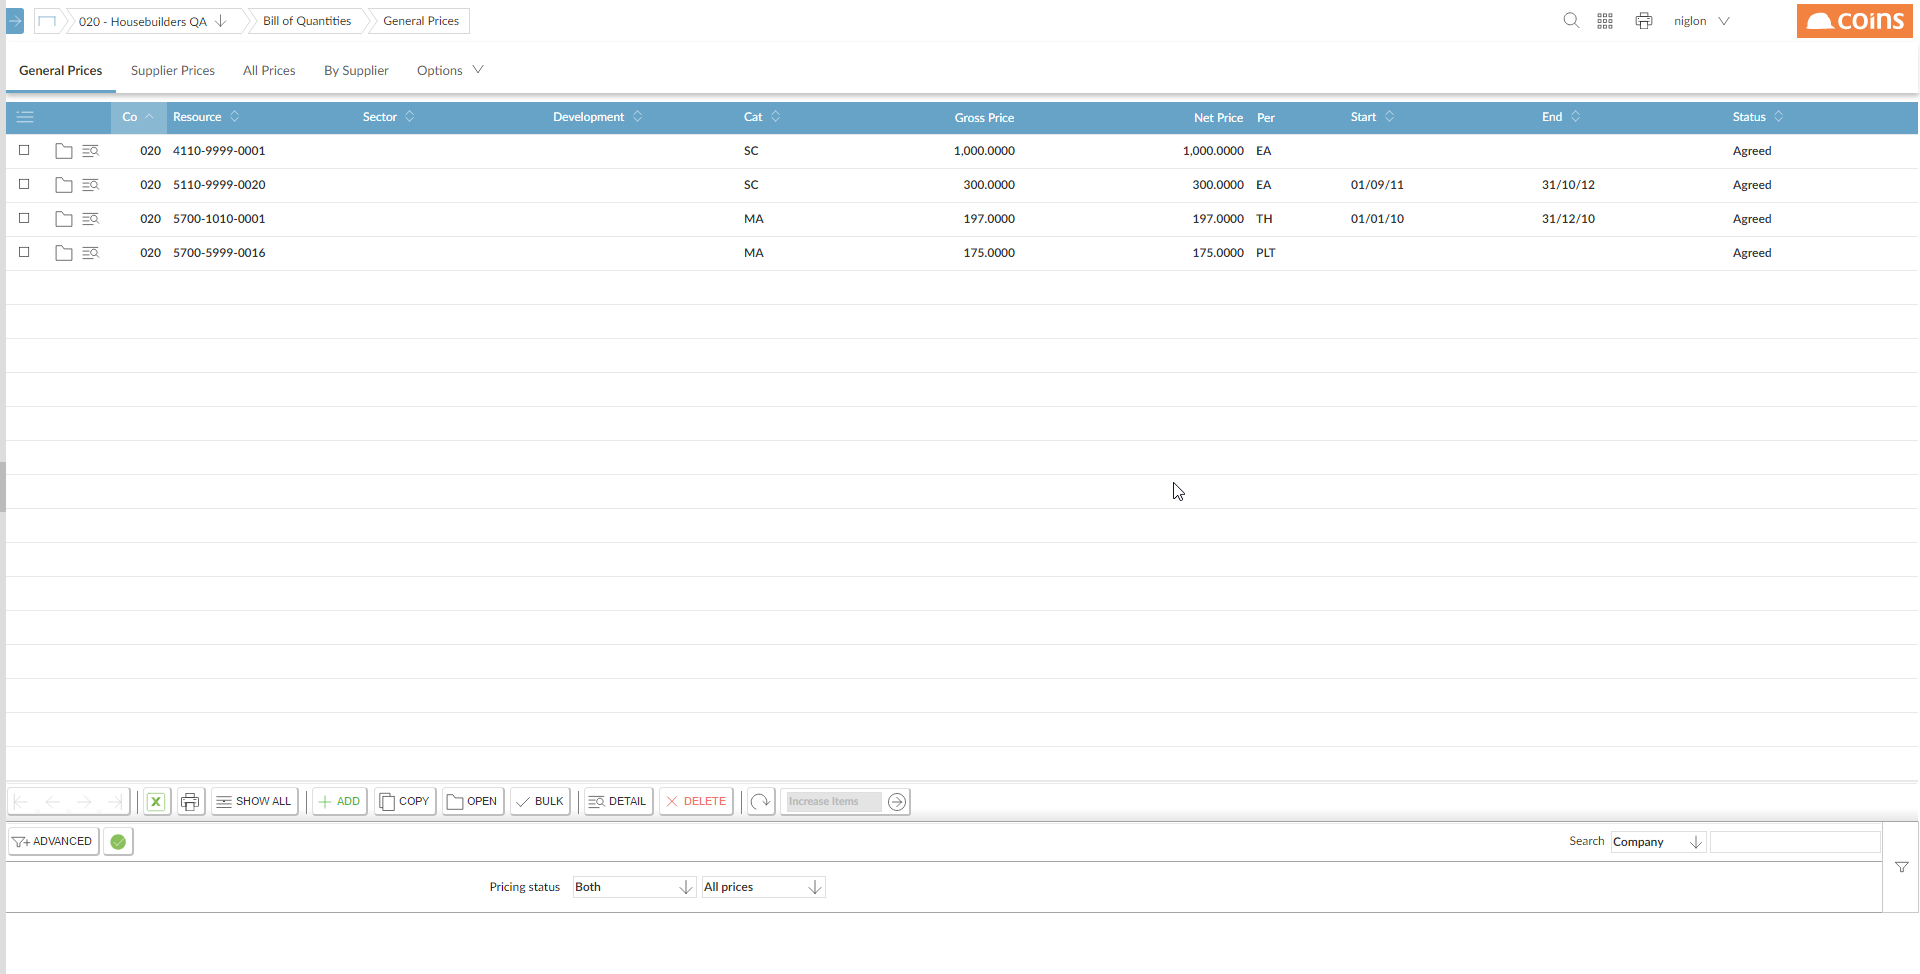 020 - Housebuilders QA Bill of Quantities General Prices niglon coins
General Prices Supplier Prices All Prices By Supplier Options
Co Resource Sector Development Cat Gross Price Net Price Per Start End Status
020 4110-9999-0001 SC 1,000.0000 1,000.0000 EA Agreed
020 5110-9999-0020 SC 300.0000 300.0000 EA 01/09/11 31/10/12 Agreed
020 5700-1010-0001 MA 197.0000 197.0000 TH 01/01/10 31/12/10 Agreed
020 5700-5999-0016 MA 175.0000 175.0000 PLT Agreed
SHOW ALL ADD COPY OPEN BULK DETAIL DELETE Increase Items
ADVANCED Search Company
Pricing status Both All prices